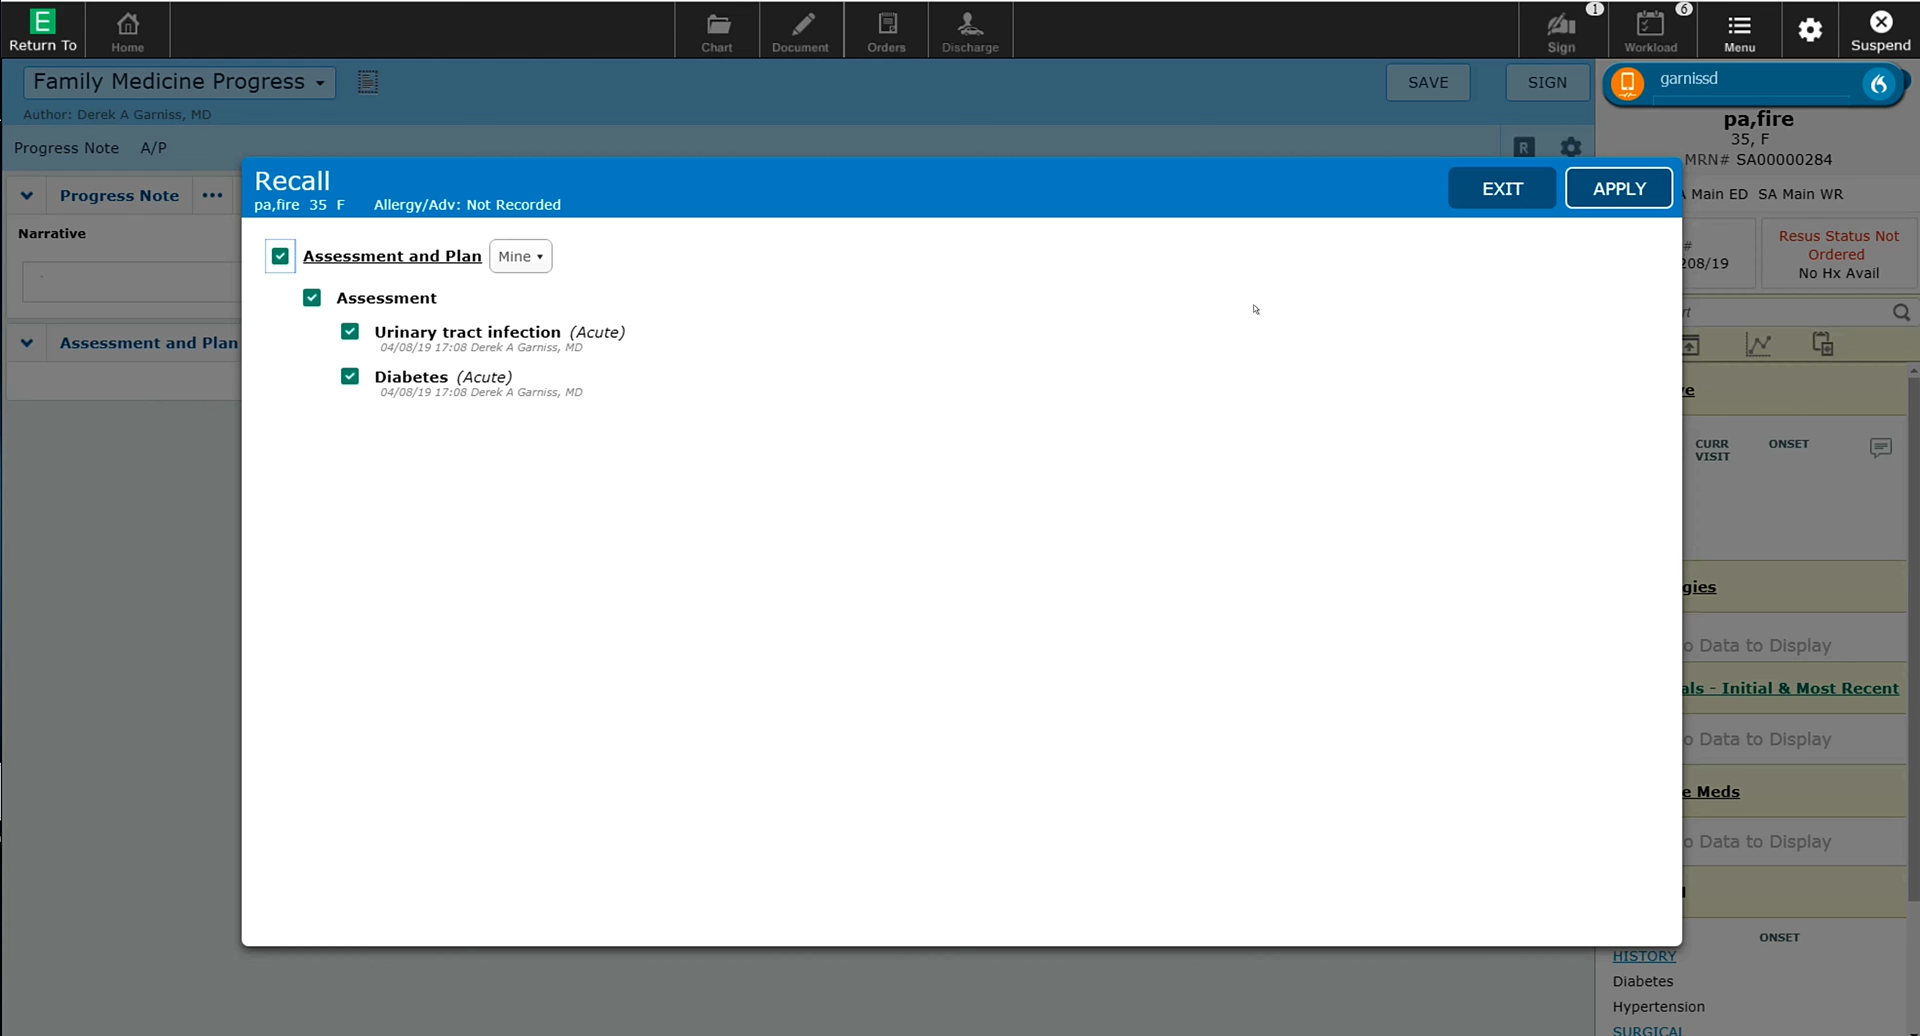 E
Return To
Home
Chart
Document
Orders
Discharge
1
Sign
6
Workload
Menu
Suspend
Family Medicine Progress
SAVE
SIGN
garnissd
Author: Derek A Garniss, MD
pa,fire
35, F
MRN# SA00000284
Progress Note A/P
R
Recall
pa,fire 35 F Allergy/Adv: Not Recorded
EXIT
APPLY
Progress Note
Main ED SA Main WR
Narrative
Assessment and Plan Mine
#
08/19
Resus Status Not
Ordered
No Hx Avail
Assessment
Urinary tract infection (Acute)
04/08/19 17:08 Derek A Garniss, MD
Assessment and Plan
Diabetes (Acute)
04/08/19 17:08 Derek A Garniss, MD
CURR
VISIT
ONSET
gies
o Data to Display
als - Initial & Most Recent
o Data to Display
e Meds
o Data to Display
ONSET
HISTORY
Diabetes
Hypertension
SURGICAL